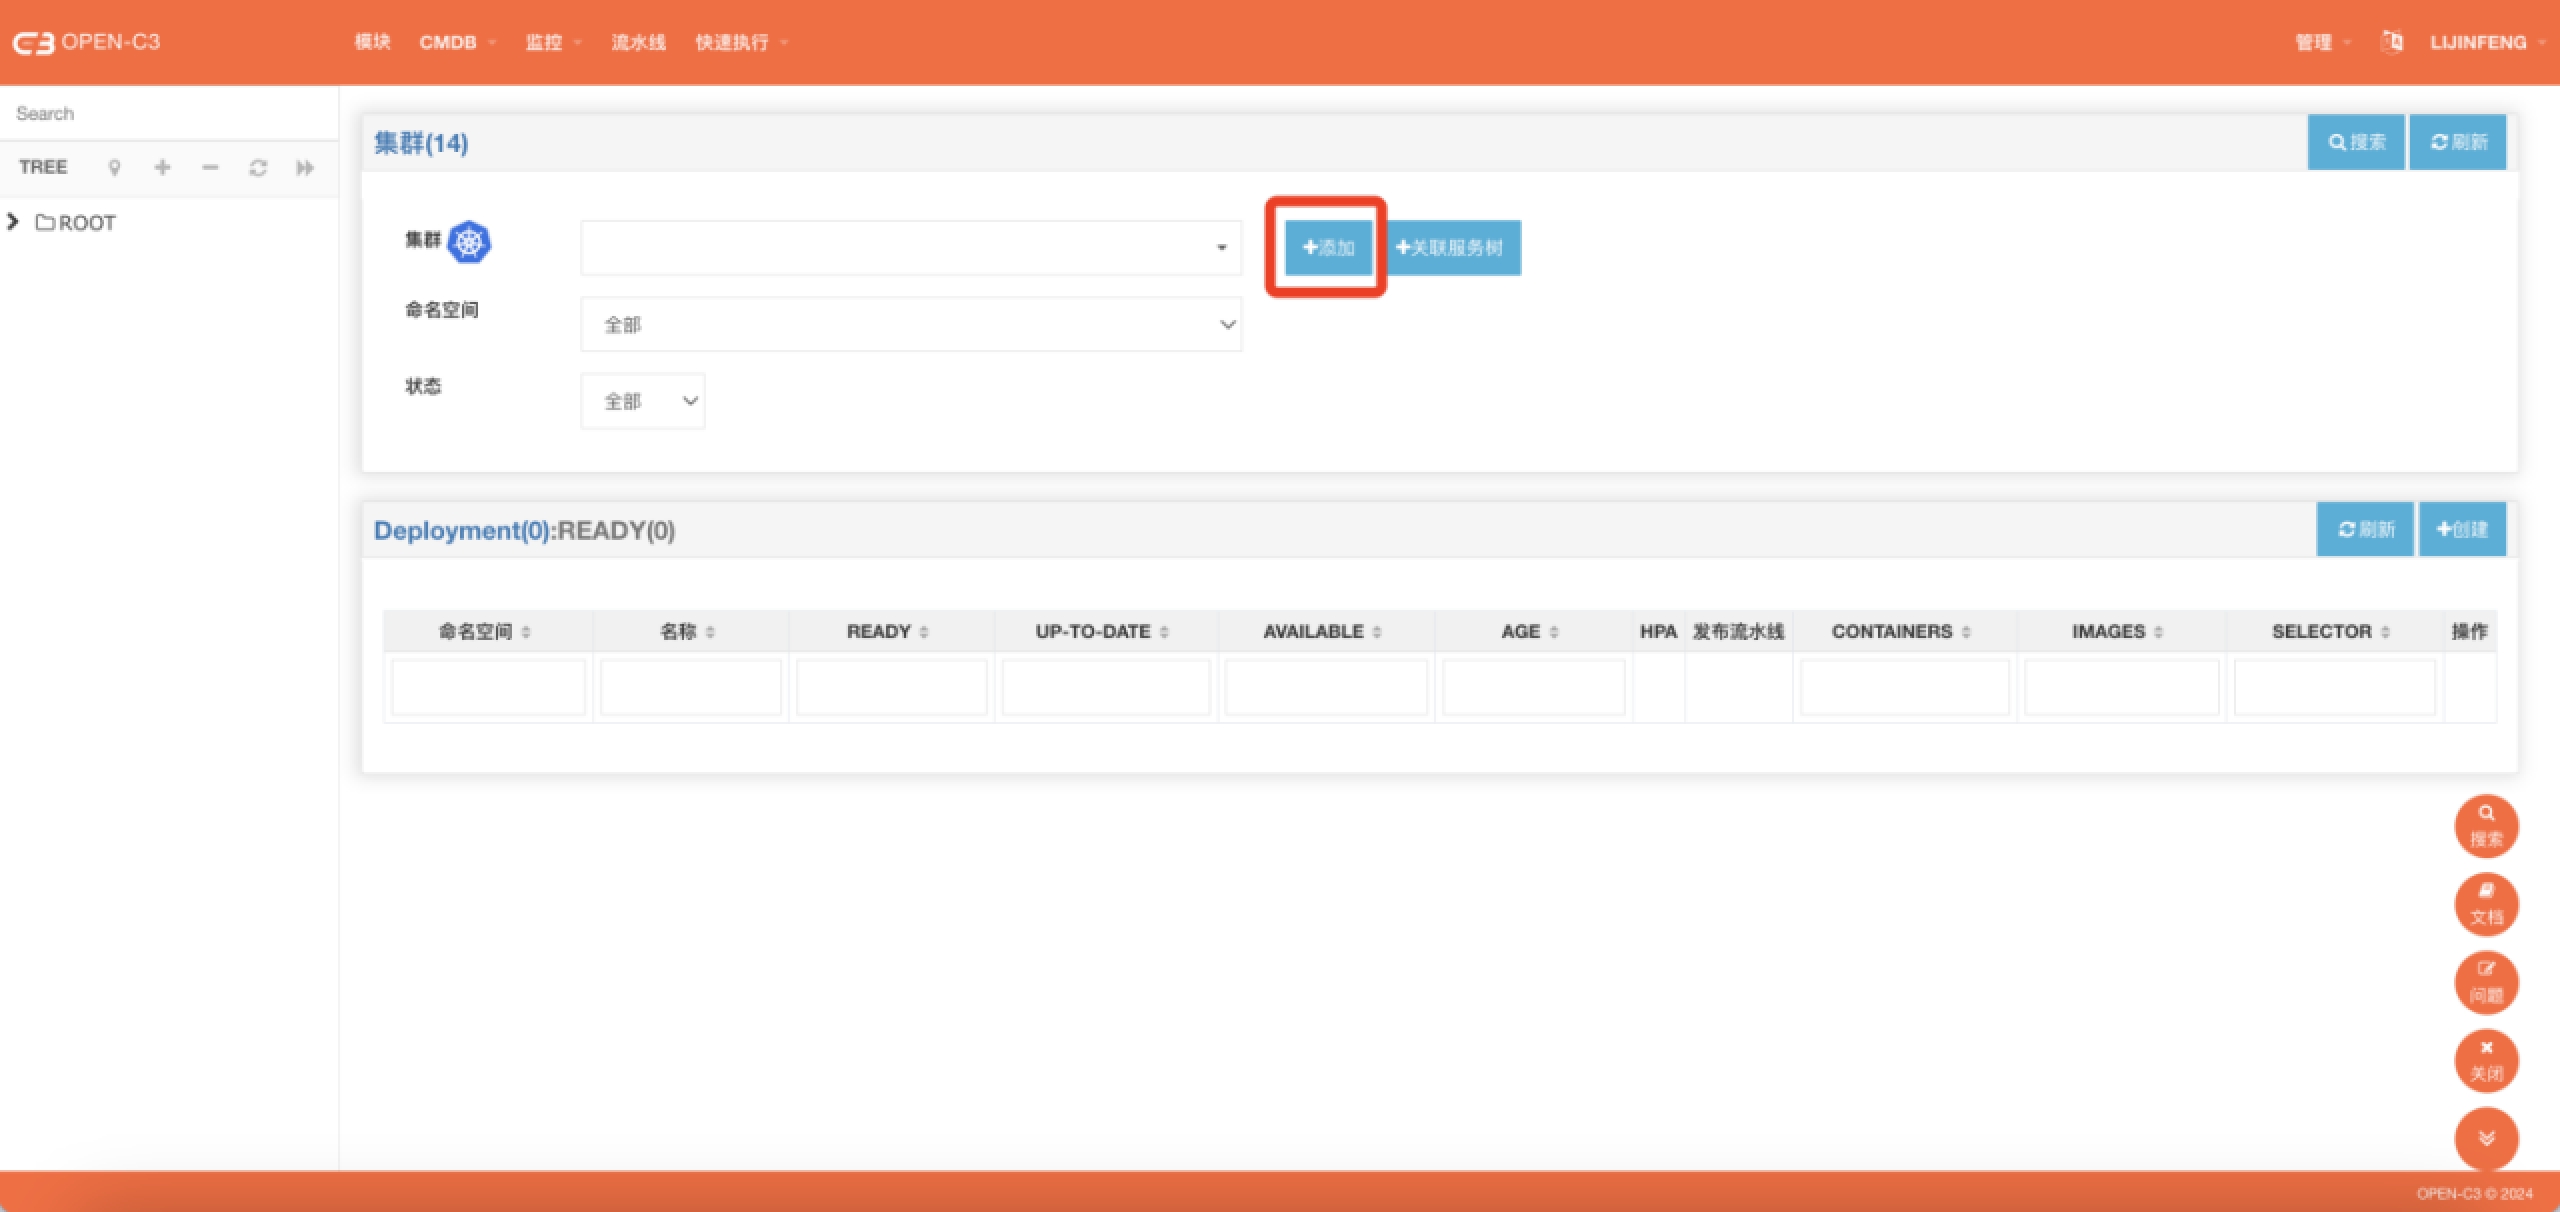 OPEN-C3 模块 CMDB 监控 流水线 快速执行 管理 LIJINFENG
Search
TREE
ROOT
集群(14) 搜索 刷新
集群 添加 关联服务树
命名空间 全部
状态 全部
Deployment(0):READY(0) 刷新 创建
命名空间 名称 READY UP-TO-DATE AVAILABLE AGE HPA 发布流水线 CONTAINERS IMAGES SELECTOR 操作
搜索
文档
问题
关闭
OPEN-C3 © 2024